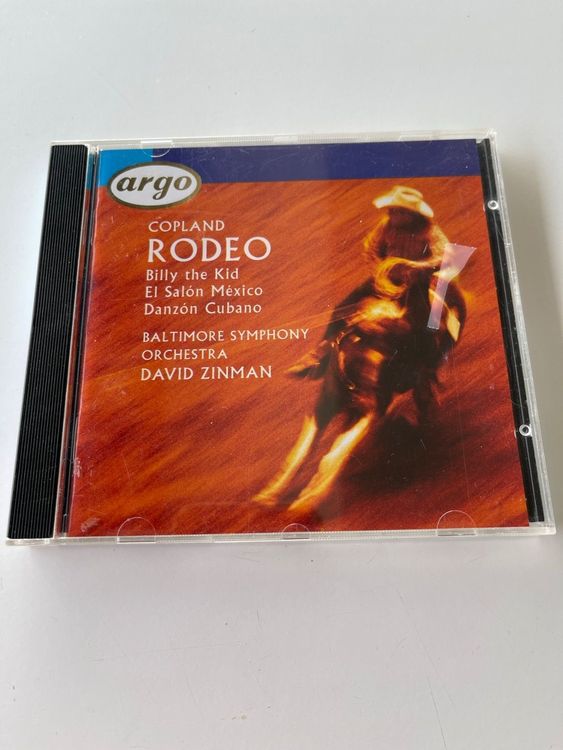 argo
COPLAND
RODEO
Billy the Kid
El Salón México
Danzón Cubano
BALTIMORE SYMPHONY
ORCHESTRA
DAVID ZINMAN